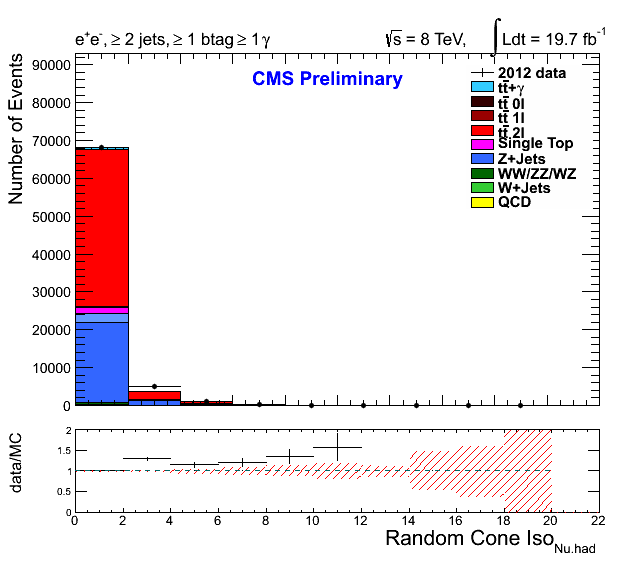 e+e-, ≥ 2 jets, ≥ 1 btag ≥ 1γ
√s = 8 TeV, ∫ Ldt = 19.7 fb-1
CMS Preliminary
Number of Events
90000
80000
70000
60000
50000
40000
30000
20000
10000
0
2012 data
tt̄+γ
tt̄ 0l
tt̄ 1l
tt̄ 2l
Single Top
Z+Jets
WW/ZZ/WZ
W+Jets
QCD
data/MC
2
1.5
1
0.5
0
0 2 4 6 8 10 12 14 16 18 20 22
Random Cone Iso Nu.had